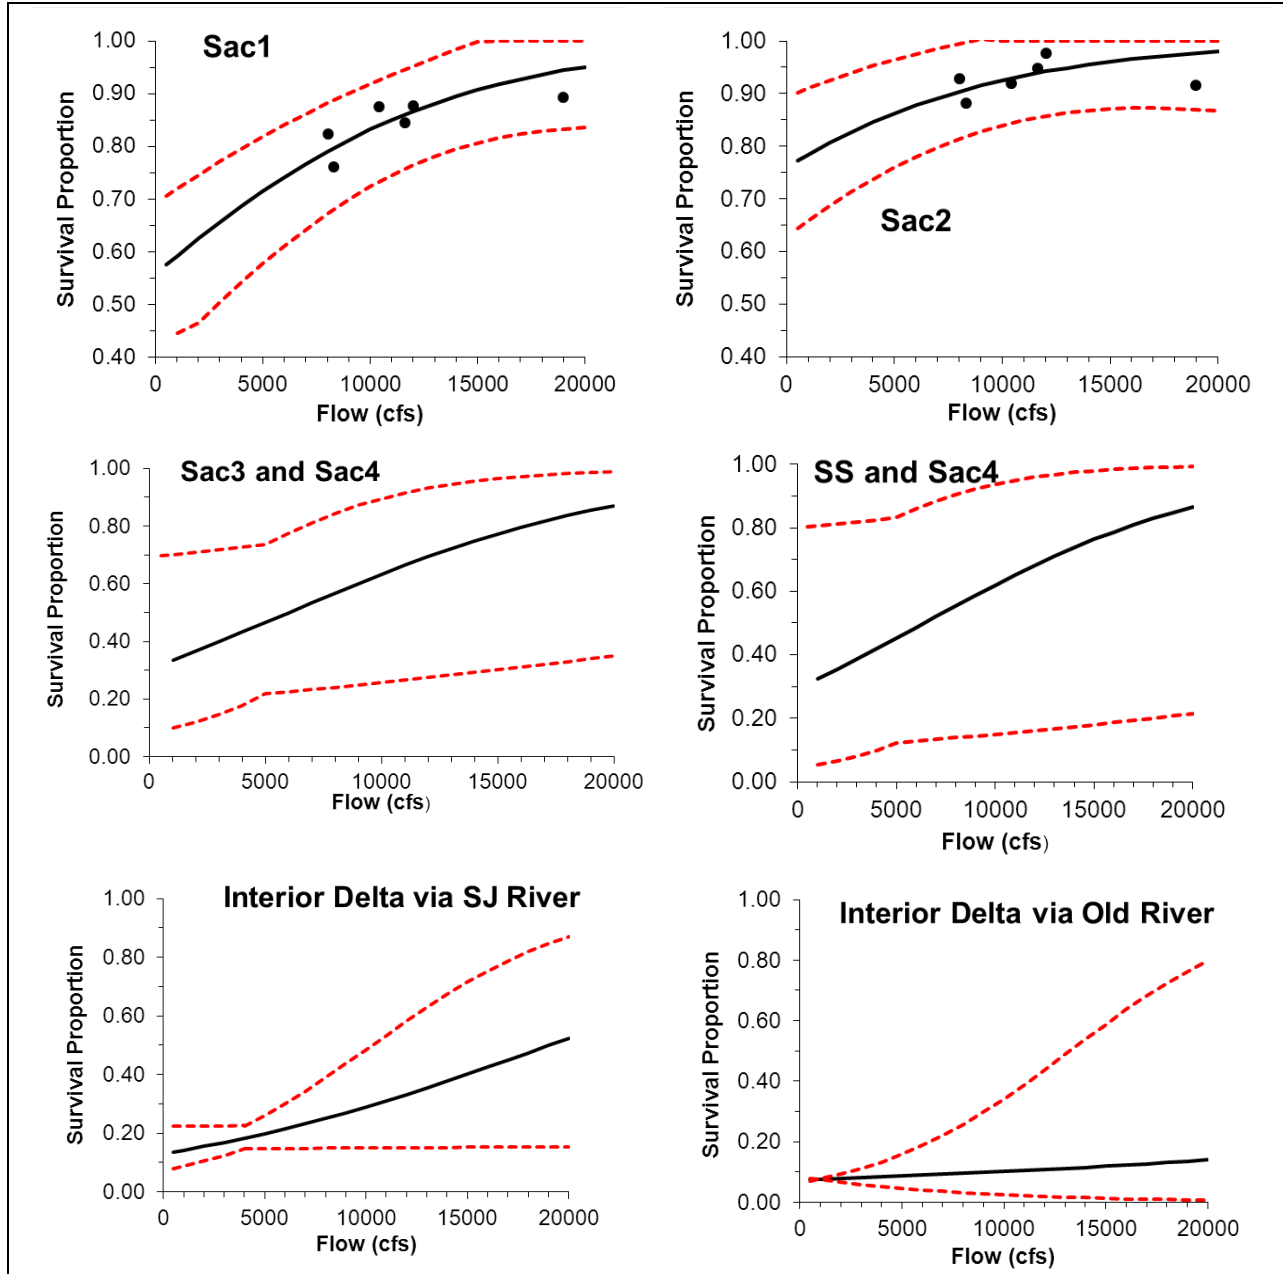 Sac1
Survival Proportion
1.00
0.90
0.80
0.70
0.60
0.50
0.40
0 5000 10000 15000 20000
Flow (cfs)
Sac2
Survival Proportion
1.00
0.90
0.80
0.70
0.60
0.50
0.40
0 5000 10000 15000 20000
Flow (cfs)
Sac3 and Sac4
Survival Proportion
1.00
0.80
0.60
0.40
0.20
0.00
0 5000 10000 15000 20000
Flow (cfs)
SS and Sac4
Survival Proportion
1.00
0.80
0.60
0.40
0.20
0.00
0 5000 10000 15000 20000
Flow (cfs)
Interior Delta via SJ River
Survival Proportion
1.00
0.80
0.60
0.40
0.20
0.00
0 5000 10000 15000 20000
Flow (cfs)
Interior Delta via Old River
Survival Proportion
1.00
0.80
0.60
0.40
0.20
0.00
0 5000 10000 15000 20000
Flow (cfs)